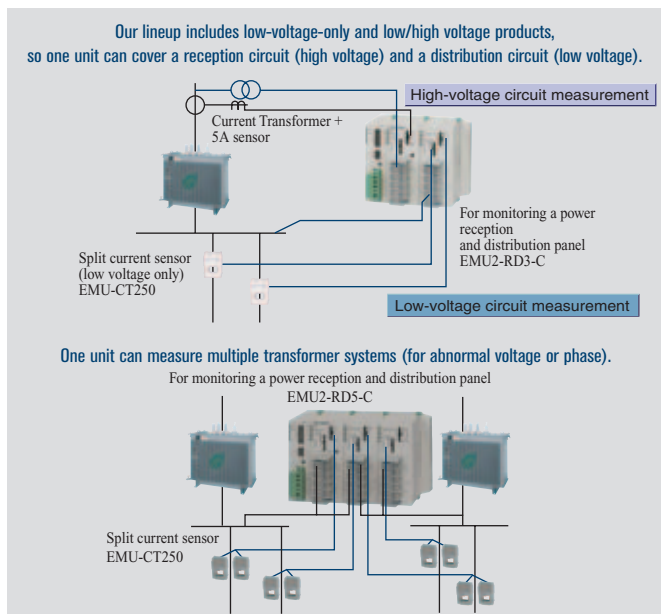 Our lineup includes low-voltage-only and low/high voltage products,
so one unit can cover a reception circuit (high voltage) and a distribution circuit (low voltage).
High-voltage circuit measurement
Current Transformer +
5A sensor
For monitoring a power
reception
and distribution panel
EMU2-RD3-C
Split current sensor
(low voltage only)
EMU-CT250
Low-voltage circuit measurement
One unit can measure multiple transformer systems (for abnormal voltage or phase).
For monitoring a power reception and distribution panel
EMU2-RD5-C
Split current sensor
EMU-CT250